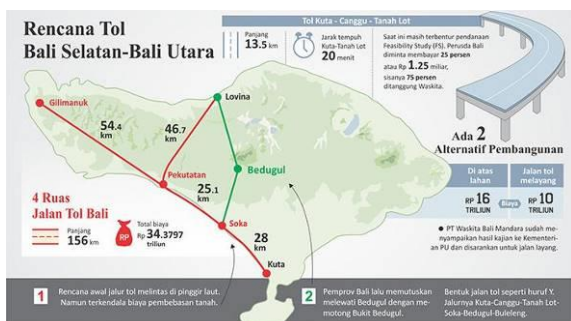 Rencana Tol
Bali Selatan-Bali Utara
Tol Kuta - Canggu - Tanah Lot
Panjang
13.5 km
Jarak tempuh
Kuta-Tanah Lot
20 menit
Saat ini masih terbentur pendanaan
Feasibility Study (FS). Perusda Bali
diminta membayar 25 persen
atau Rp 1.25 miliar,
sisanya 75 persen
ditanggung Waskita.
Gilimanuk
54.4
km
46.7
km
Lovina
Pekutatan
25.1
km
Bedugul
Soka
28
km
Kuta
4 Ruas
Jalan Tol Bali
Panjang
156 km
RP
Total biaya
Rp 34.3797
triliun
Ada 2
Alternatif Pembangunan
Di atas
lahan
Jalan tol
melayang
RP 16
TRILIUN
Biaya
RP 10
TRILIUN
● PT Waskita Bali Mandara sudah me-
nyampaikan hasil kajian ke Kementeri-
an PU dan disarankan untuk jalan layang.
1
Rencana awal jalur tol melintas di pinggir laut.
Namun terkendala biaya pembebasan tanah.
2
Pemprov Bali lalu memutuskan
melewati Bedugul dengan me-
motong Bukit Bedugul.
Bentuk jalan tol seperti huruf Y.
Jalurnya Kuta-Canggu-Tanah Lot-
Soka-Bedugul-Buleleng.